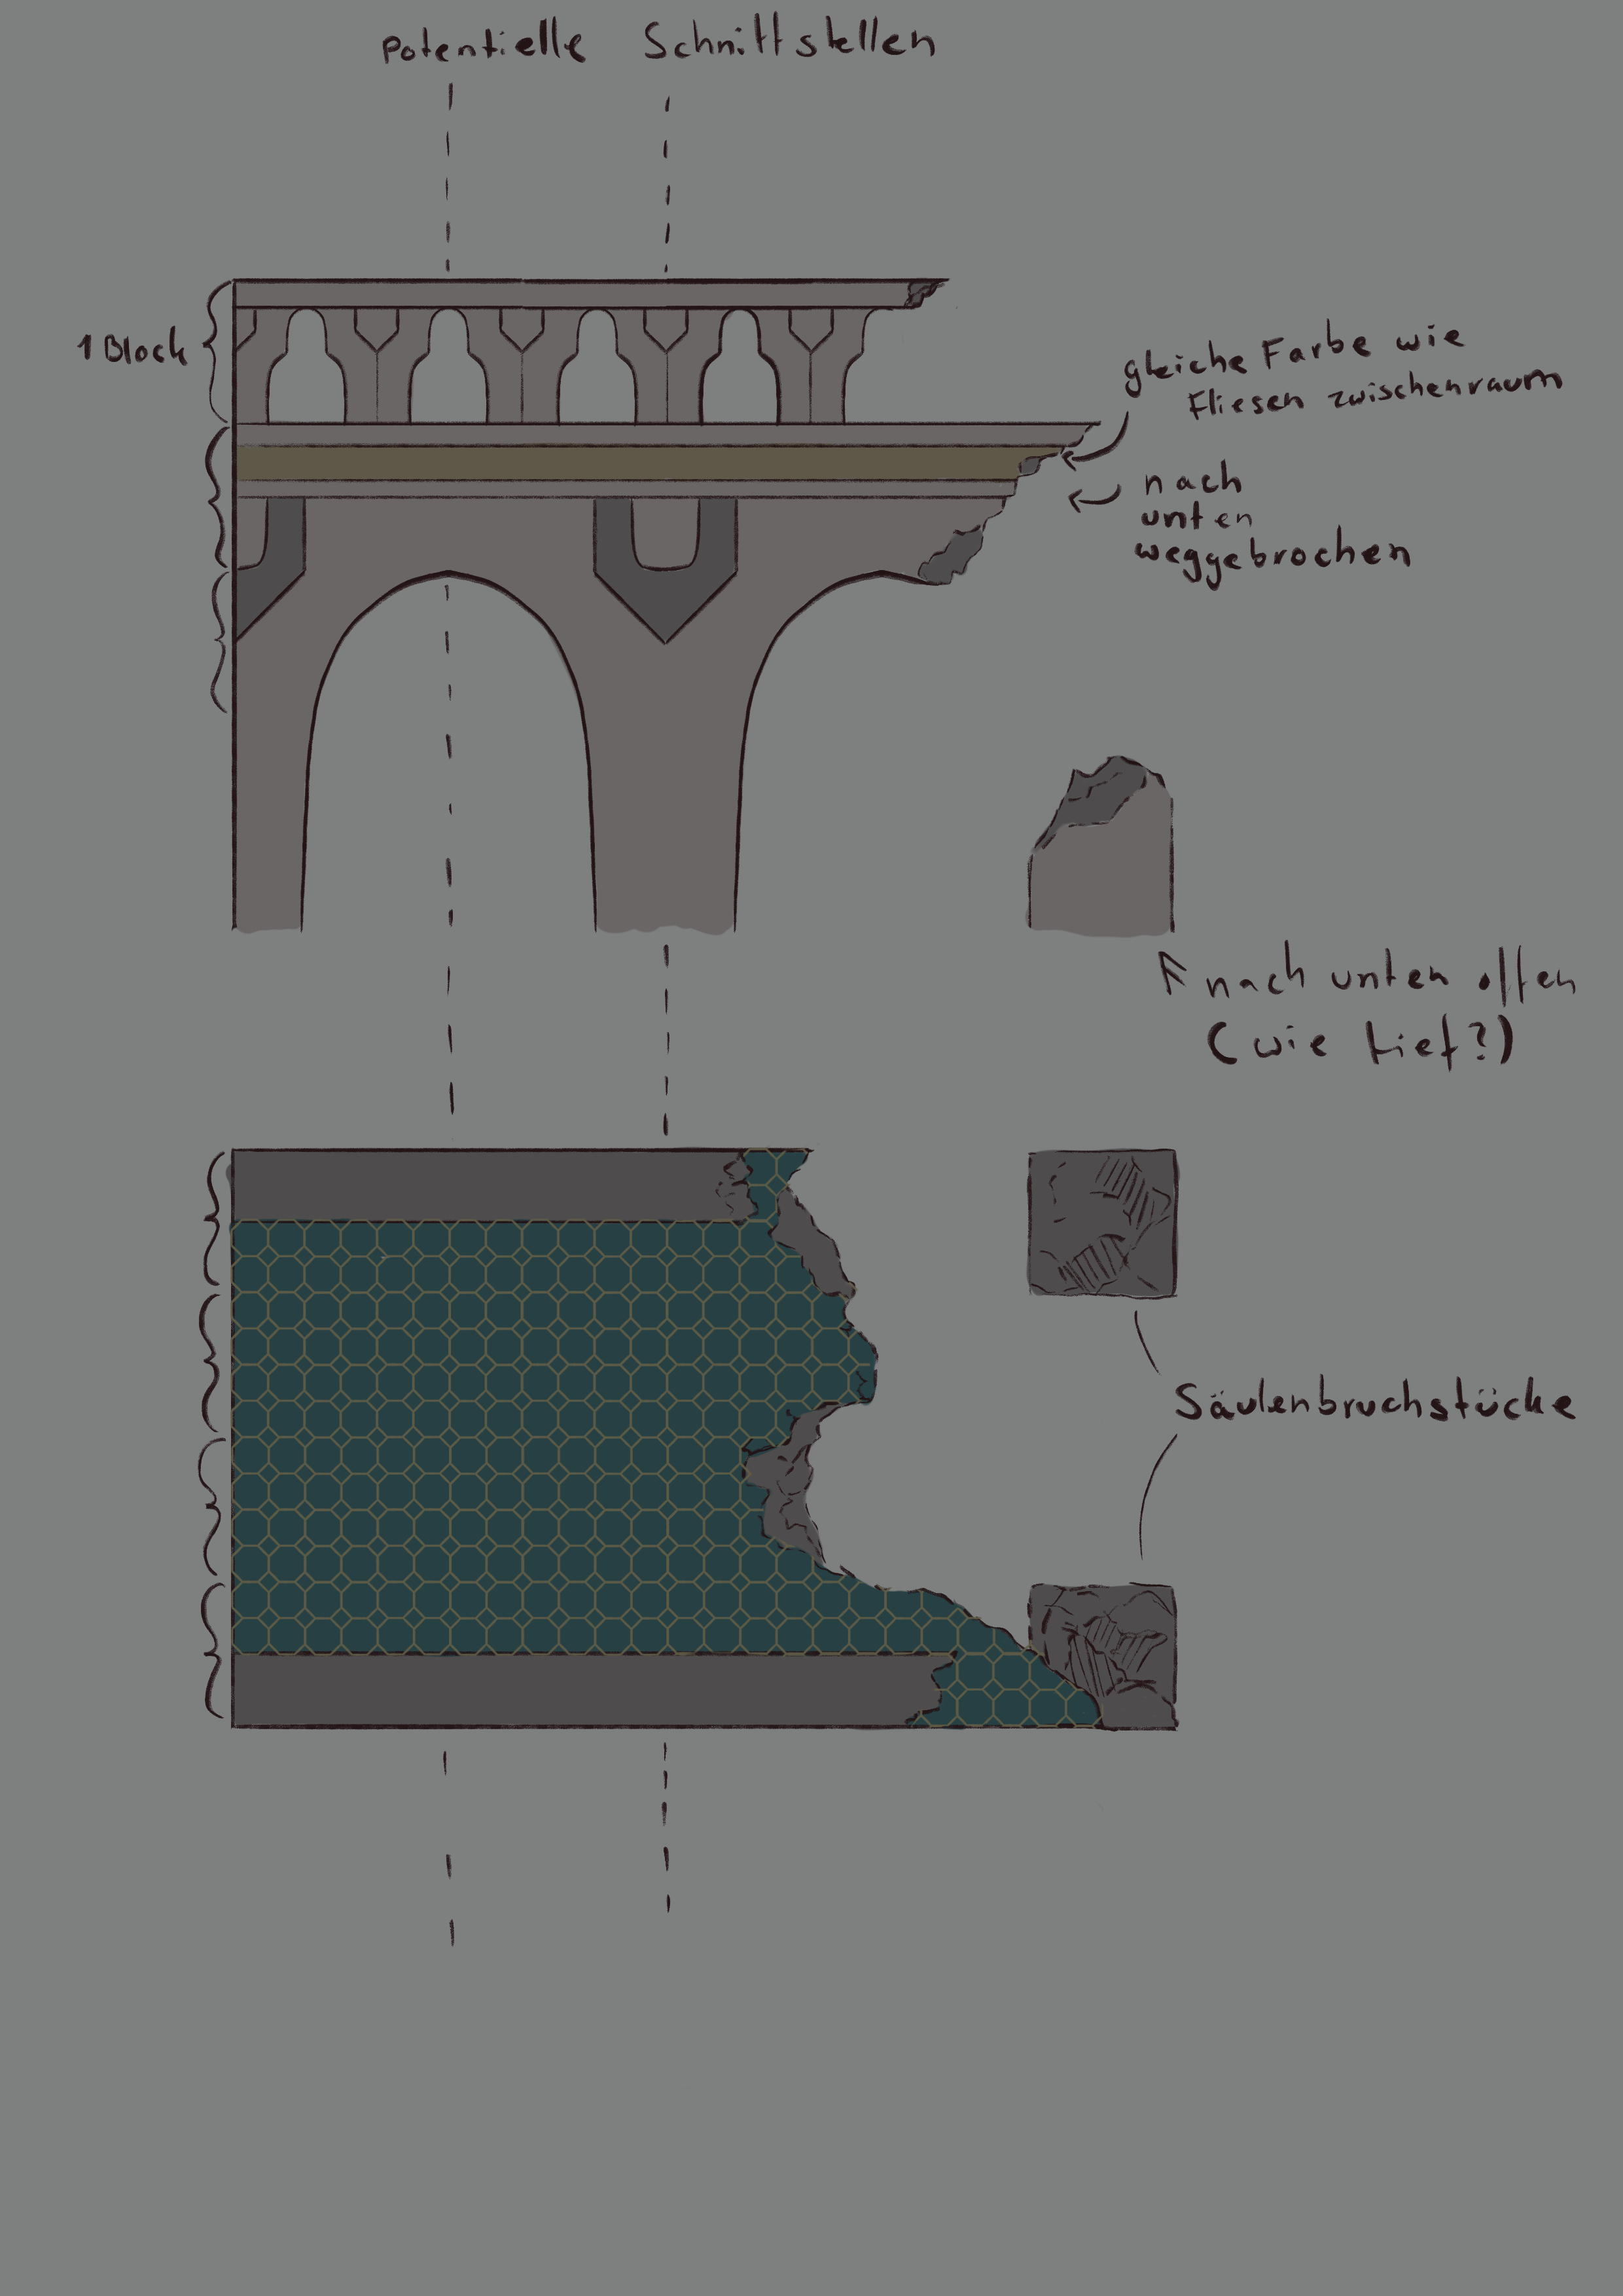 Potentielle Schnittstellen
1 Block
gleiche Farbe wie
Fliesen zwischenraum
nach
unten
weggebrochen
nach unten offen
(wie tief?)
Säulenbruchstücke